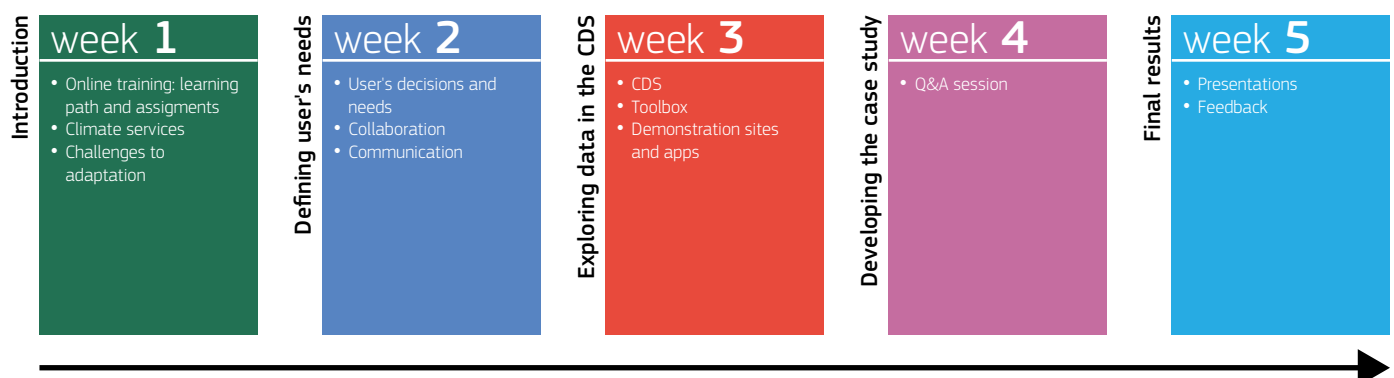 Introduction
week 1
• Online training: learning
path and assigments
• Climate services
• Challenges to
adaptation
Defining user's needs
week 2
• User's decisions and
needs
• Collaboration
• Communication
Exploring data in the CDS
week 3
• CDS
• Toolbox
• Demonstration sites
and apps
Developing the case study
week 4
• Q&A session
Final results
week 5
• Presentations
• Feedback